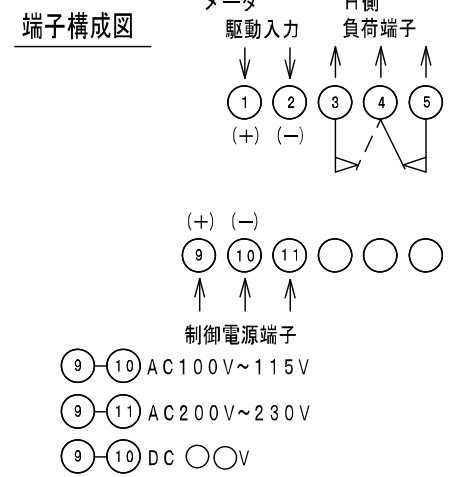 端子構成図
メータ H側
駆動入力 負荷端子
1 2 3 4 5
(+) (−)
(+) (−)
9 10 11
制御電源端子
9-10 AC100V~115V
9-11 AC200V~230V
9-10 DC ○○V